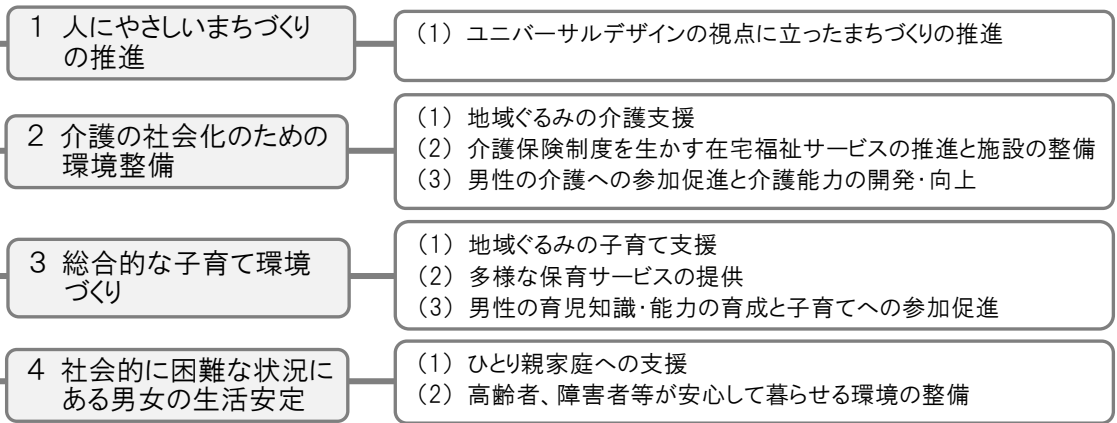 1 人にやさしいまちづくり
の推進
(1) ユニバーサルデザインの視点に立ったまちづくりの推進
2 介護の社会化のための
環境整備
(1) 地域ぐるみの介護支援
(2) 介護保険制度を生かす在宅福祉サービスの推進と施設の整備
(3) 男性の介護への参加促進と介護能力の開発・向上
3 総合的な子育て環境
づくり
(1) 地域ぐるみの子育て支援
(2) 多様な保育サービスの提供
(3) 男性の育児知識・能力の育成と子育てへの参加促進
4 社会的に困難な状況に
ある男女の生活安定
(1) ひとり親家庭への支援
(2) 高齢者、障害者等が安心して暮らせる環境の整備